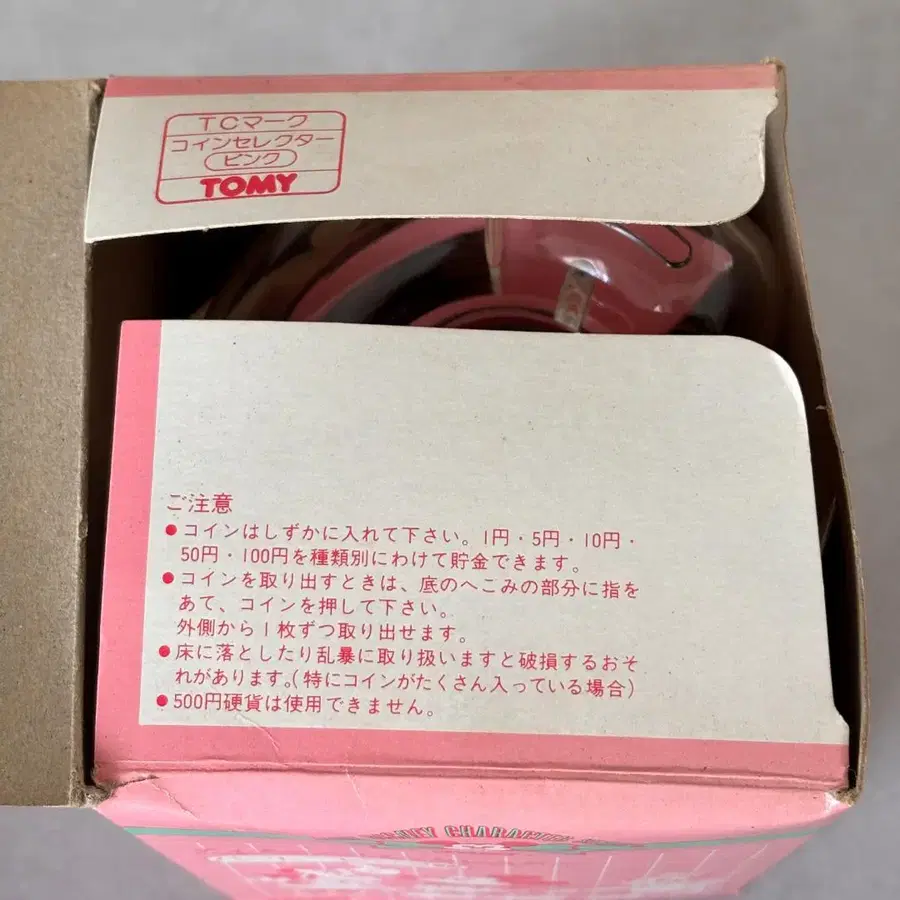 TCマーク
コインセレクター
ピンク
TOMY
ご注意
●コインはしずかに入れて下さい。1円・5円・10円・
50円・100円を種類別にわけて貯金できます。
●コインを取り出すときは、底のへこみの部分に指を
あて、コインを押して下さい。
外側から1枚ずつ取り出せます。
●床に落としたり乱暴に取り扱いますと破損するおそ
れがあります。(特にコインがたくさん入っている場合)
●500円硬貨は使用できません。